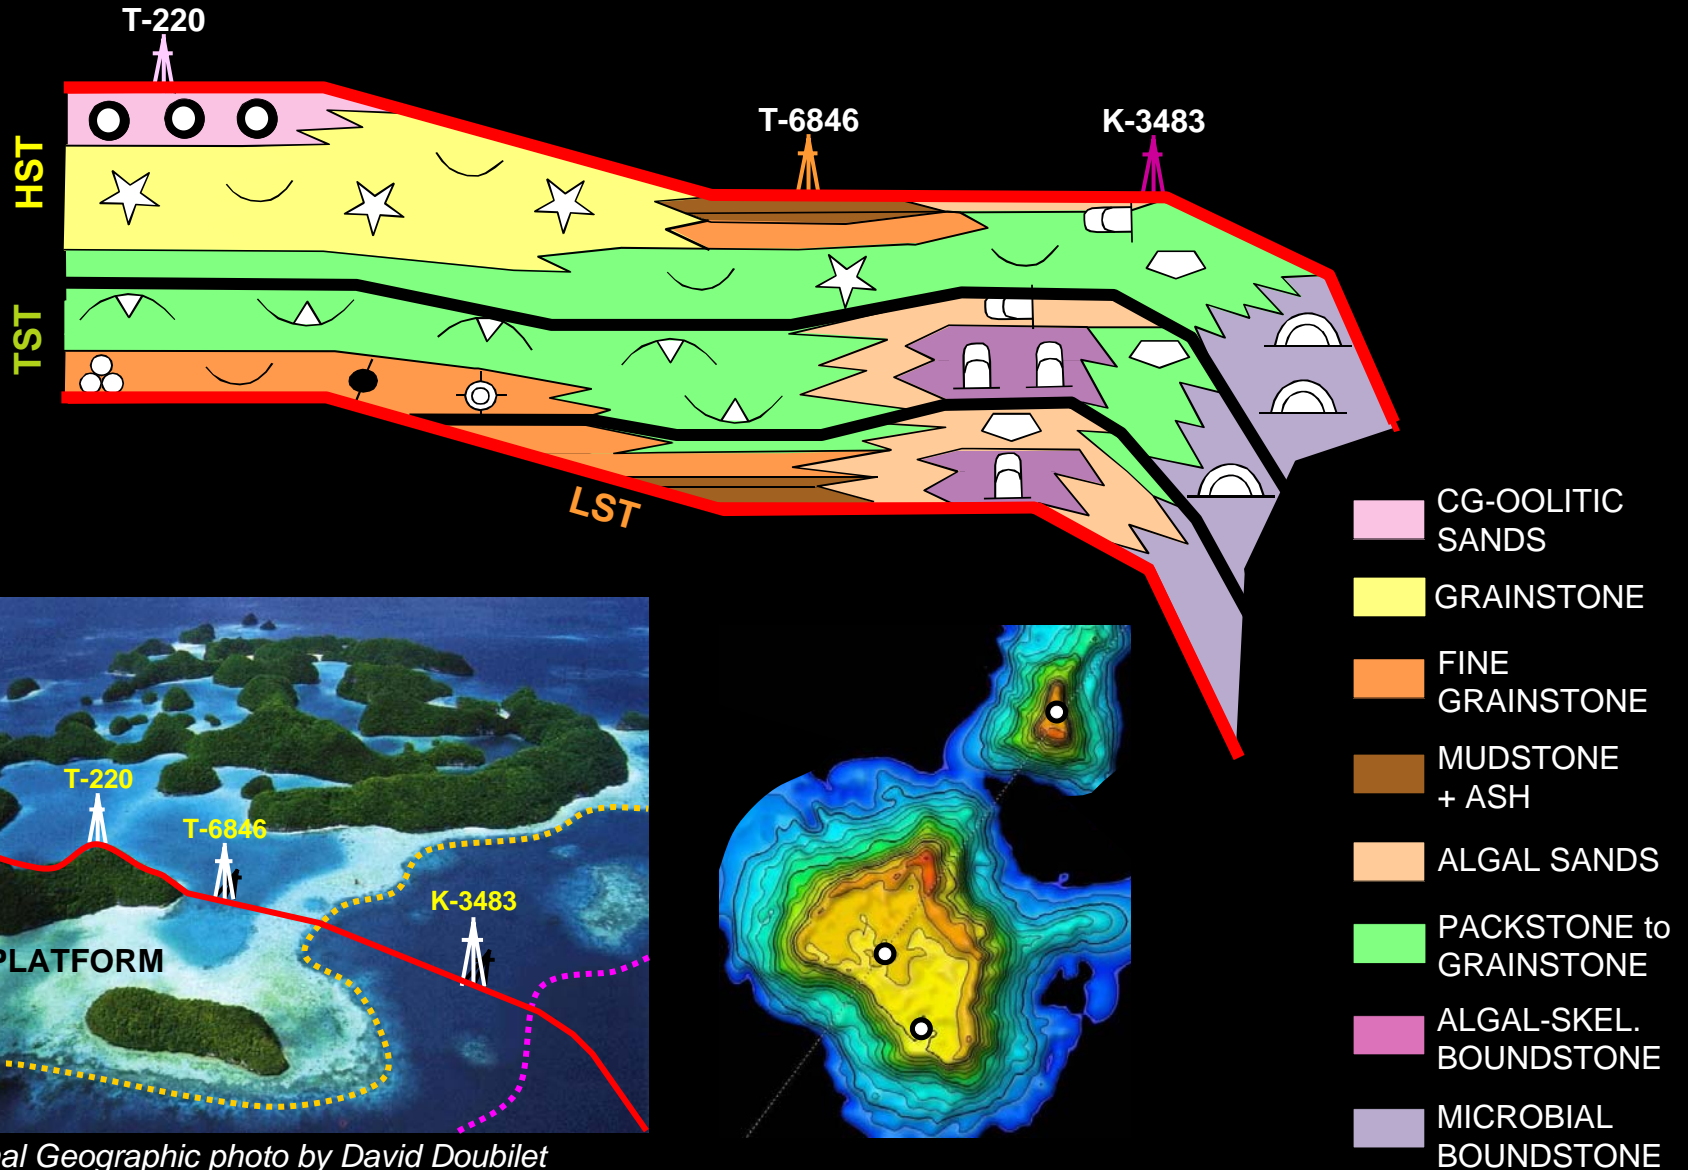 T-220
T-6846
K-3483
HST
TST
LST
T-220
T-6846
K-3483
PLATFORM
al Geographic photo by David Doubilet
CG-OOLITIC
SANDS
GRAINSTONE
FINE
GRAINSTONE
MUDSTONE
+ ASH
ALGAL SANDS
PACKSTONE to
GRAINSTONE
ALGAL-SKEL.
BOUNDSTONE
MICROBIAL
BOUNDSTONE